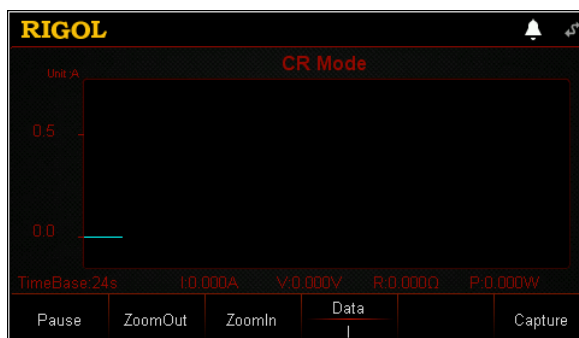 RIGOL
CR Mode
Unit:A
0.5
0.0
TimeBase:24s I:0.000A V:0.000V R:0.000Ω P:0.000W
Pause ZoomOut ZoomIn Data Capture
I